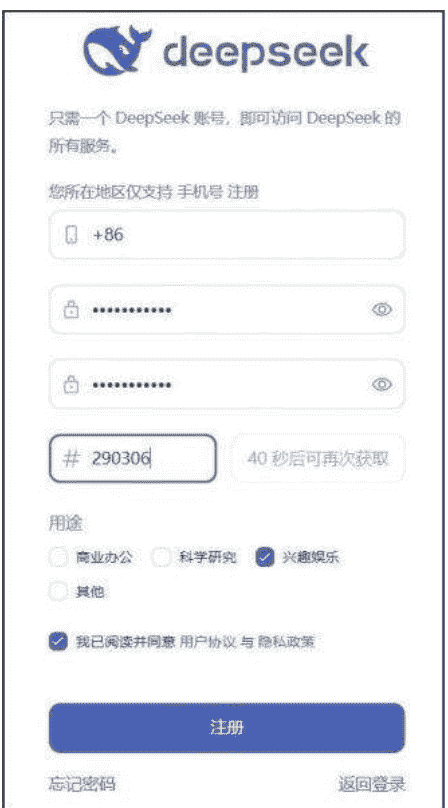 deepseek
只需一个 DeepSeek 账号，即可访问 DeepSeek 的
所有服务。
您所在地区仅支持 手机号 注册
+86
•••••••••••
•••••••••••
# 290306 40 秒后可再次获取
用途
商业办公 科学研究 兴趣娱乐
其他
我已阅读并同意 用户协议 与 隐私政策
注册
忘记密码 返回登录